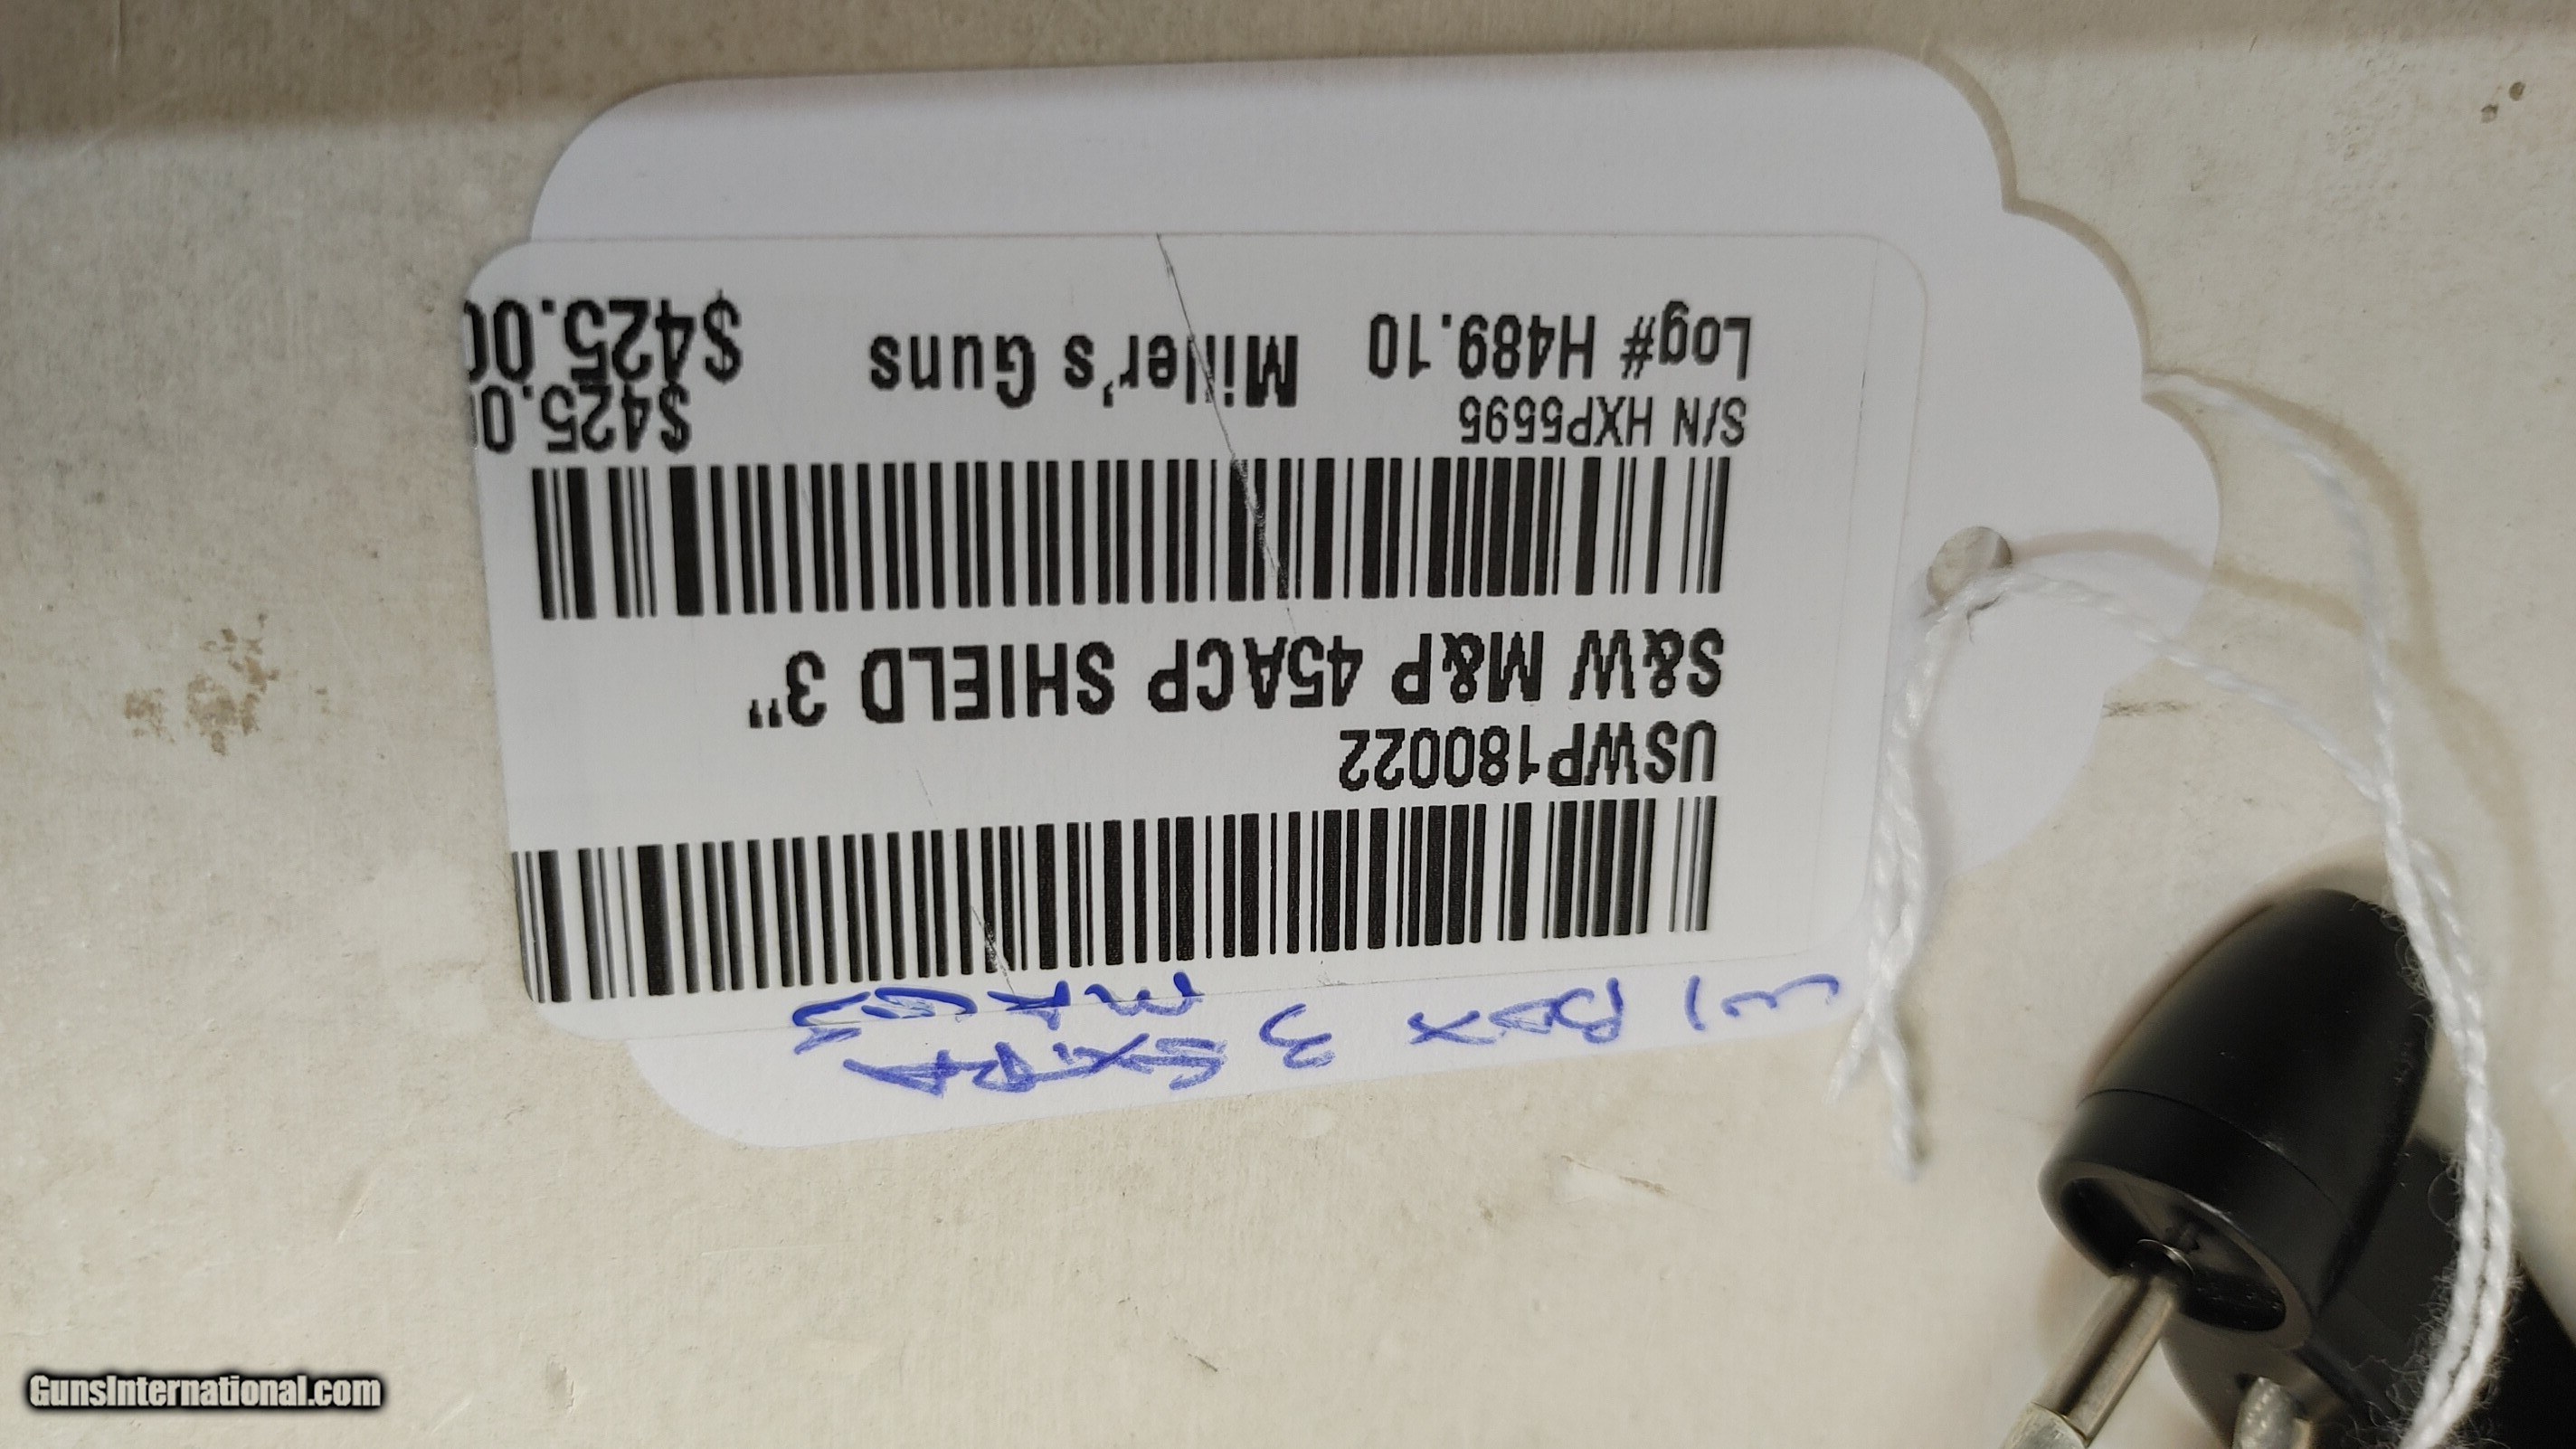 w/ Box 3 EXTRA MAGS
USWP180022
S&W M&P 45ACP SHIELD 3"
S/N HXP5595 $425.0
Log# H489.10 Miller's Guns $425.00
GunsInternational.com